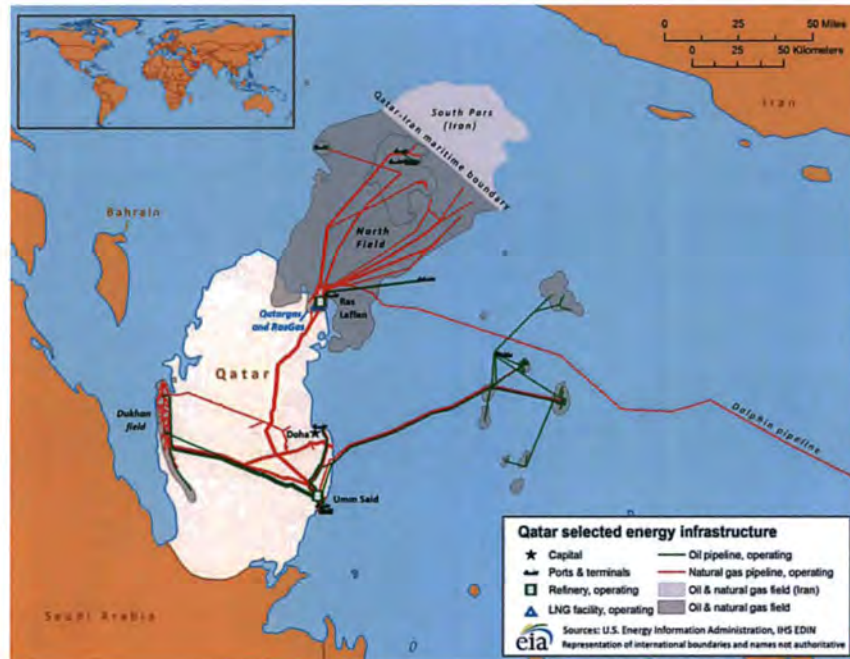 0 25 50 Miles
0 25 50 Kilometers
Iran
South Pars
(Iran)
Qatar-Iran maritime boundary
North
Field
Bahrain
Ras
Laffan
Qatargas
and RasGas
Qatar
Dukhan
field
Doha
Umm Said
Dolphin pipeline
Saudi Arabia
Qatar selected energy infrastructure
Capital
Ports & terminals
Refinery, operating
LNG facility, operating
Oil pipeline, operating
Natural gas pipeline, operating
Oil & natural gas field (Iran)
Oil & natural gas field
eia
Sources: U.S. Energy Information Administration, IHS EDIN
Representation of international boundaries and names not authoritative